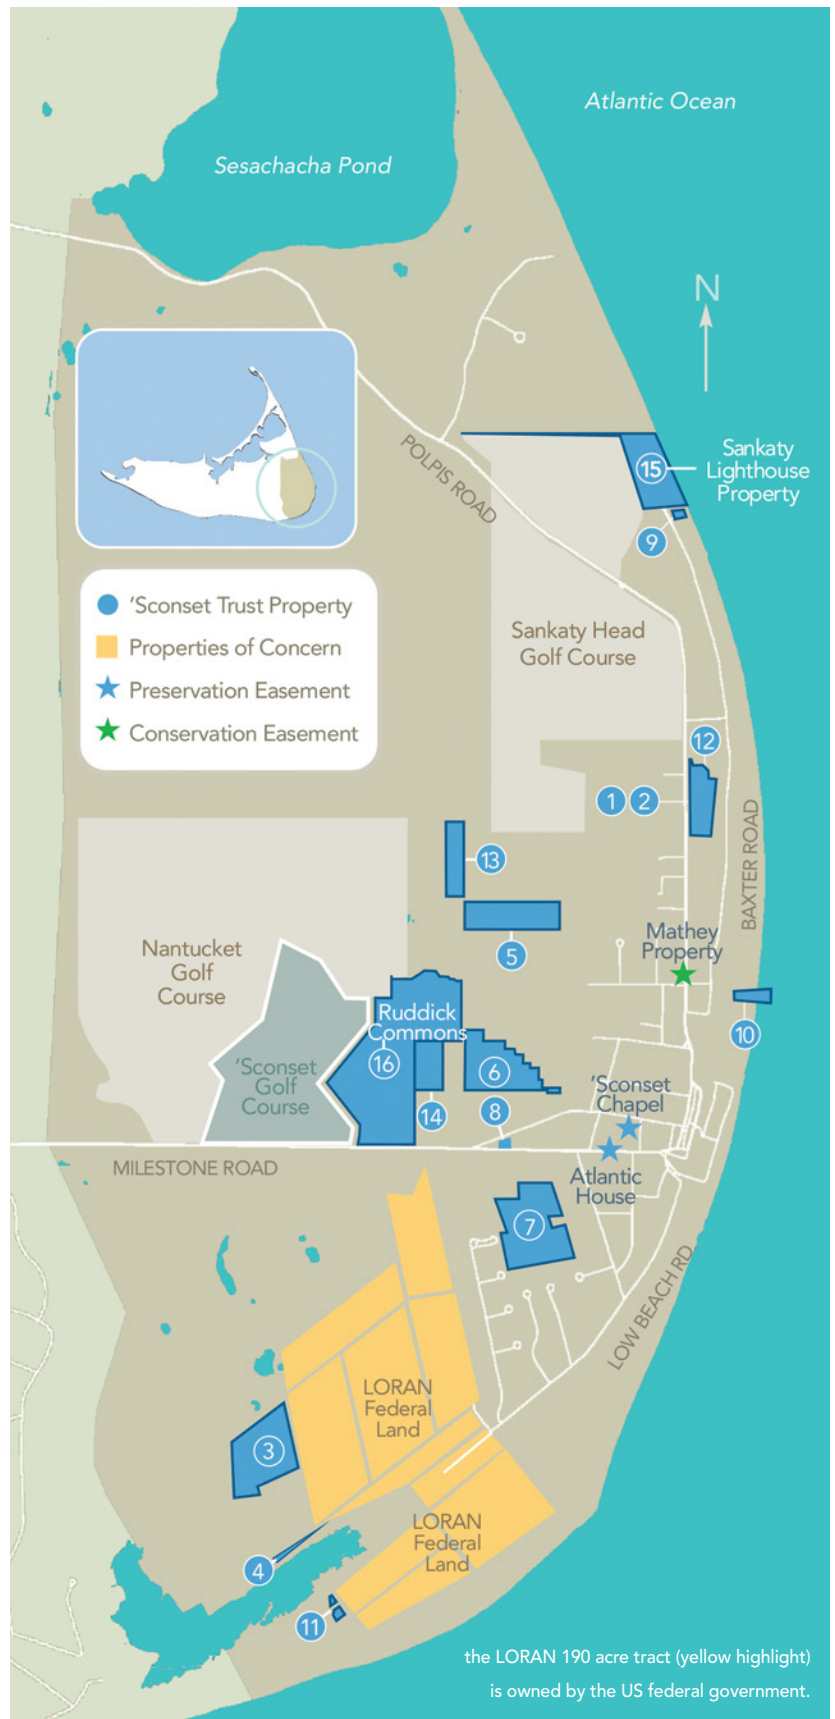 Atlantic Ocean
Sesachacha Pond
N
POLPIS ROAD
15
Sankaty
Lighthouse
Property
9
‘Sconset Trust Property
Properties of Concern
Preservation Easement
Conservation Easement
Sankaty Head
Golf Course
12
1 2
BAXTER ROAD
13
5
Mathey
Property
Nantucket
Golf
Course
10
Ruddick
Commons
16
‘Sconset
Golf
Course
6
14
8
‘Sconset
Chapel
MILESTONE ROAD
Atlantic
House
7
LOW BEACH RD.
LORAN
Federal
Land
3
LORAN
Federal
Land
4
11
the LORAN 190 acre tract (yellow highlight)
is owned by the US federal government.